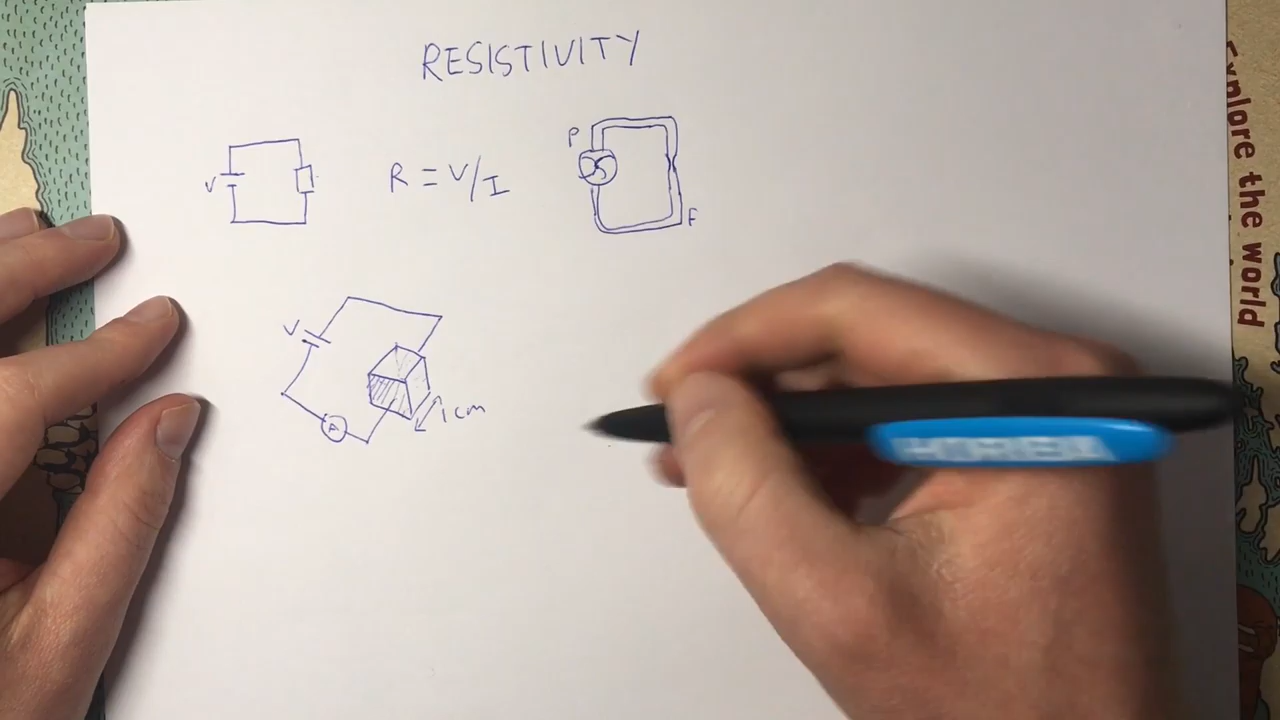 RESISTIVITY
V
R = V/I
P
F
V
A
1cm
Explore the world